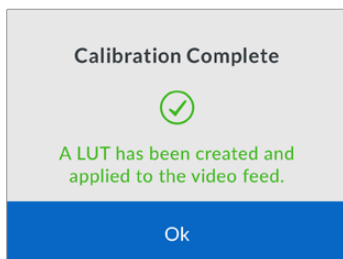 Calibration Complete
A LUT has been created and
applied to the video feed.
Ok